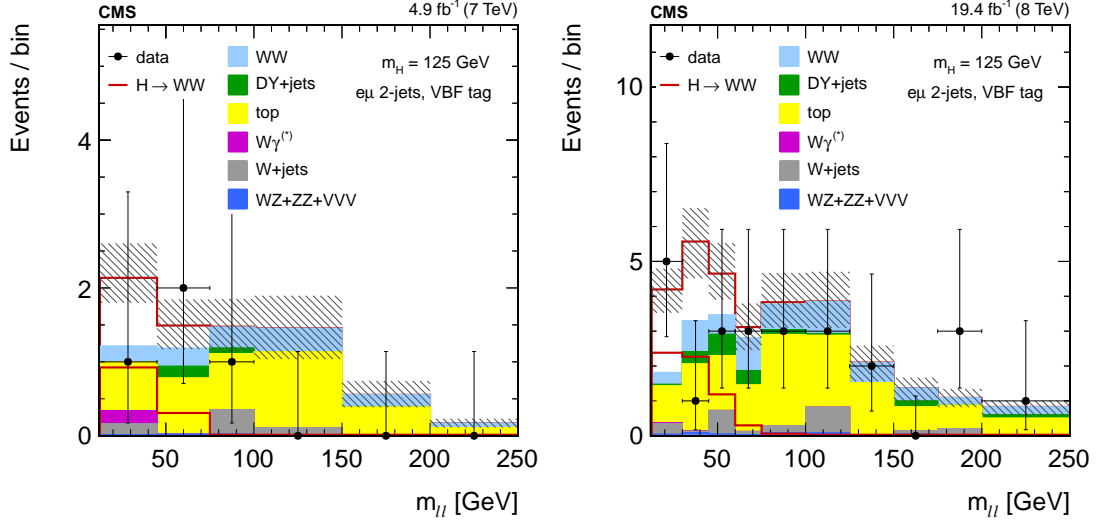 CMS 4.9 fb⁻¹ (7 TeV)
Events / bin
data
H → WW
WW
DY+jets
top
Wγ(*)
W+jets
WZ+ZZ+VVV
m_H = 125 GeV
eμ 2-jets, VBF tag
4
2
0
50 100 150 200 250
m_ll [GeV]
CMS 19.4 fb⁻¹ (8 TeV)
Events / bin
data
H → WW
WW
DY+jets
top
Wγ(*)
W+jets
WZ+ZZ+VVV
m_H = 125 GeV
eμ 2-jets, VBF tag
10
5
0
50 100 150 200 250
m_ll [GeV]